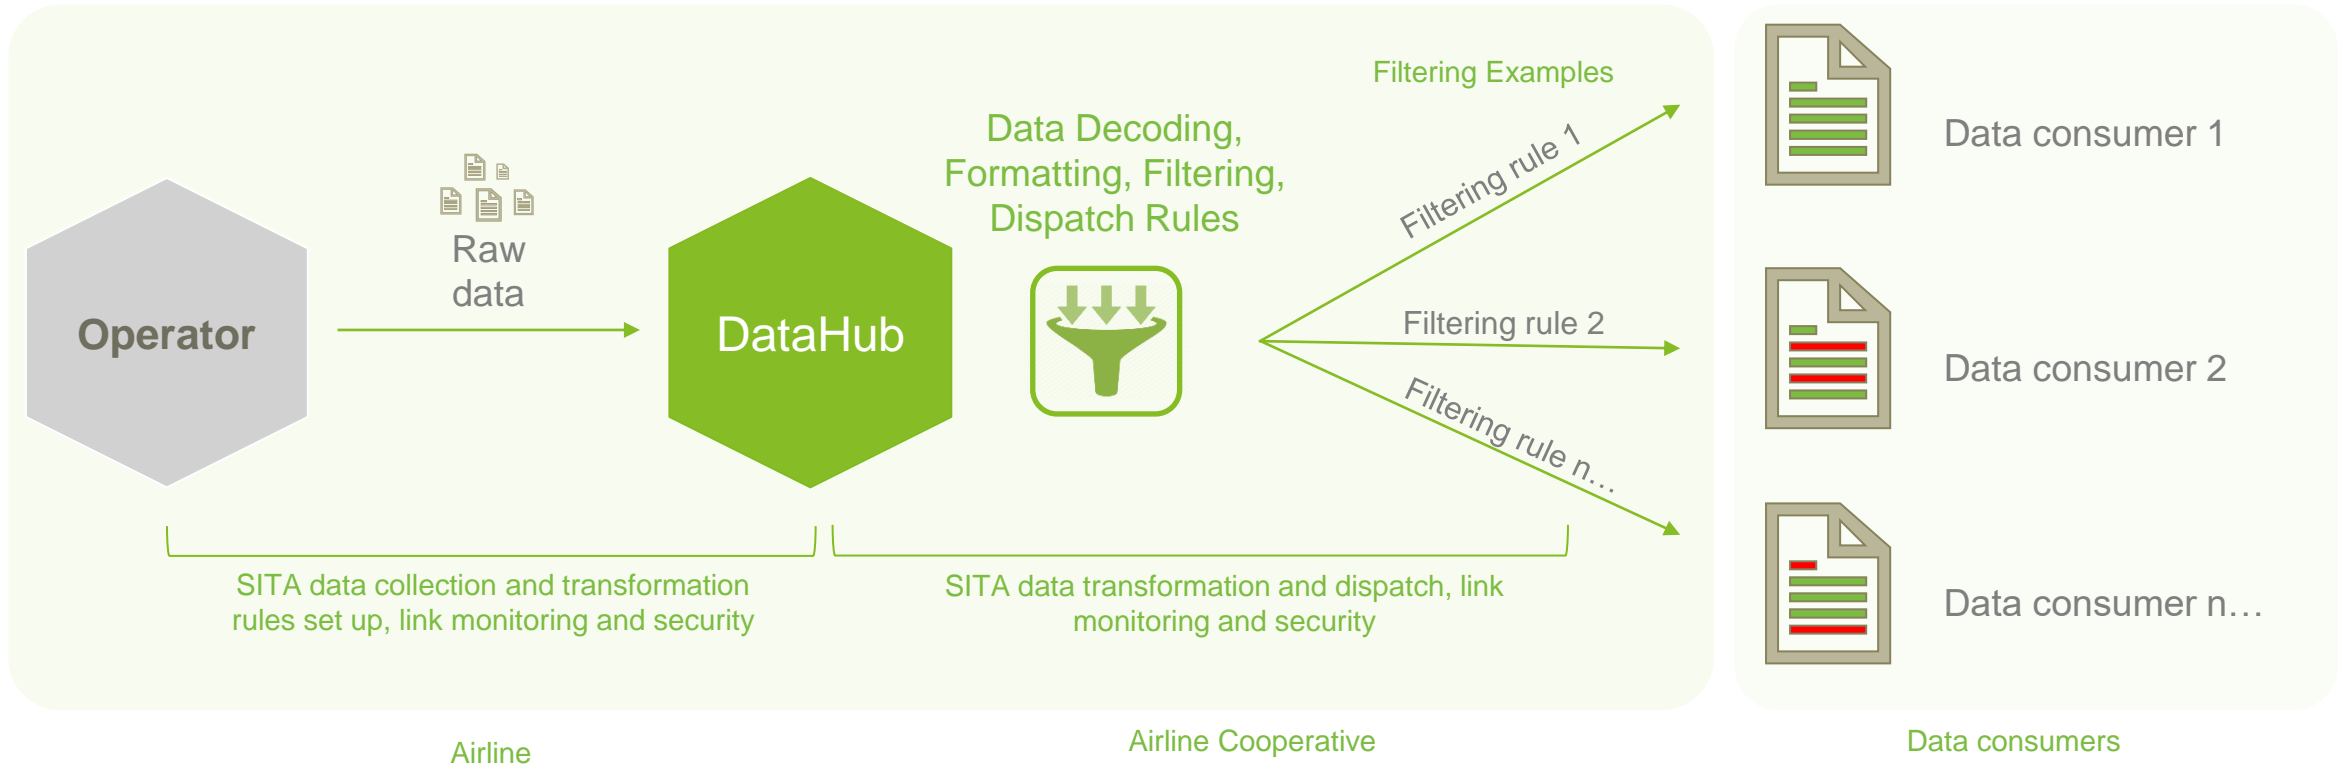 Operator
Raw
data
DataHub
Data Decoding,
Formatting, Filtering,
Dispatch Rules
Filtering Examples
Filtering rule 1
Filtering rule 2
Filtering rule n…
Data consumer 1
Data consumer 2
Data consumer n…
SITA data collection and transformation
rules set up, link monitoring and security
SITA data transformation and dispatch, link
monitoring and security
Airline
Airline Cooperative
Data consumers